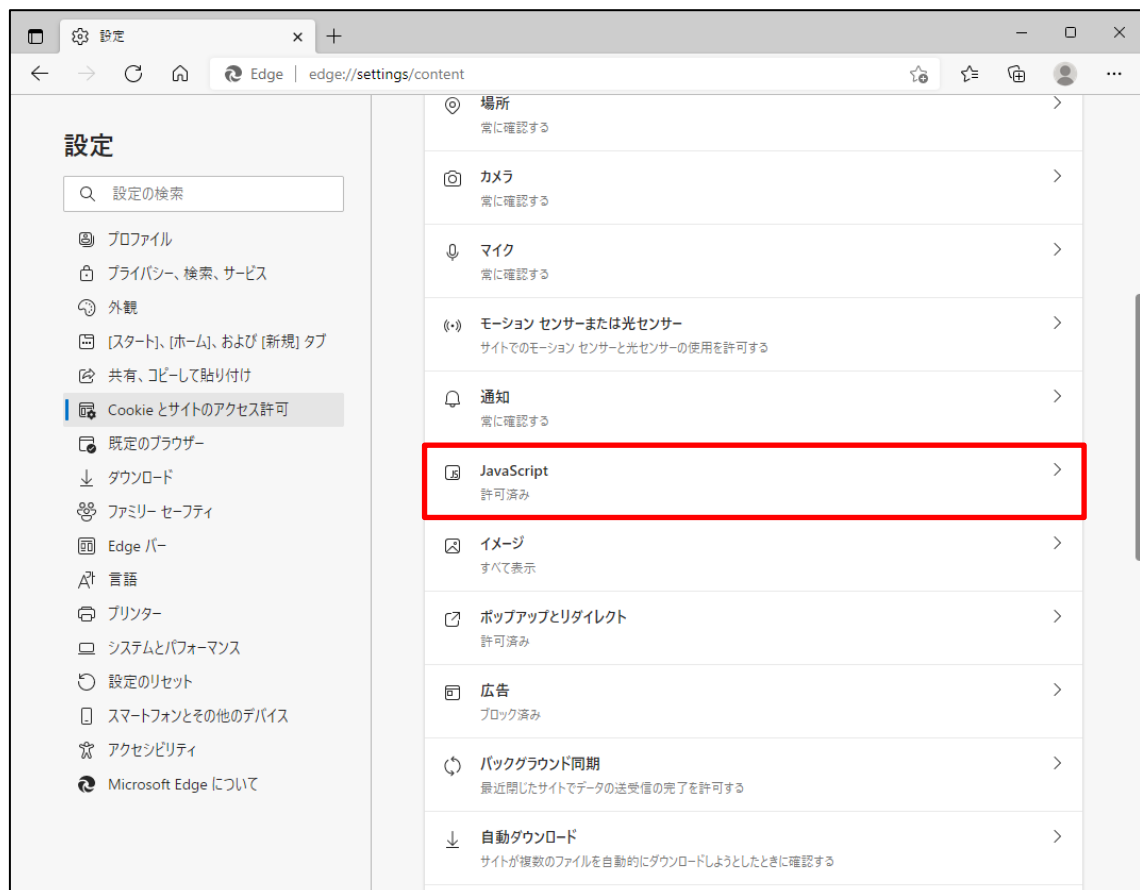 設定
Edge
edge://settings/content
設定
設定の検索
プロファイル
プライバシー、検索、サービス
外観
[スタート]、[ホーム]、および [新規] タブ
共有、コピーして貼り付け
Cookie とサイトのアクセス許可
既定のブラウザー
ダウンロード
ファミリー セーフティ
Edge バー
言語
プリンター
システムとパフォーマンス
設定のリセット
スマートフォンとその他のデバイス
アクセシビリティ
Microsoft Edge について
場所
常に確認する
カメラ
常に確認する
マイク
常に確認する
モーション センサーまたは光センサー
サイトでのモーション センサーと光センサーの使用を許可する
通知
常に確認する
JavaScript
許可済み
イメージ
すべて表示
ポップアップとリダイレクト
許可済み
広告
ブロック済み
バックグラウンド同期
最近閉じたサイトでデータの送受信の完了を許可する
自動ダウンロード
サイトが複数のファイルを自動的にダウンロードしようとしたときに確認する